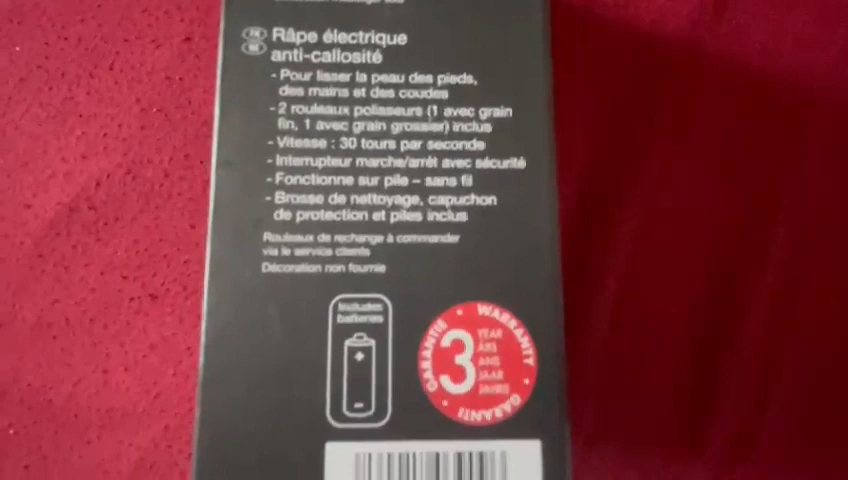 FR
BE
Râpe électrique
anti-callosité
- Pour lisser la peau des pieds,
des mains et des coudes
- 2 rouleaux polisseurs (1 avec grain
fin, 1 avec grain grossier) inclus
- Vitesse : 30 tours par seconde
- Interrupteur marche/arrêt avec sécurité
- Fonctionne sur pile – sans fil
- Brosse de nettoyage, capuchon
de protection et piles inclus
Rouleaux de rechange à commander
via le service clients
Décoration non fournie
Includes
batteries
+
-
GARANTIE • WARRANTY • GARANTI •
3
YEAR
ÅRS
ANS
JAAR
JAHRE